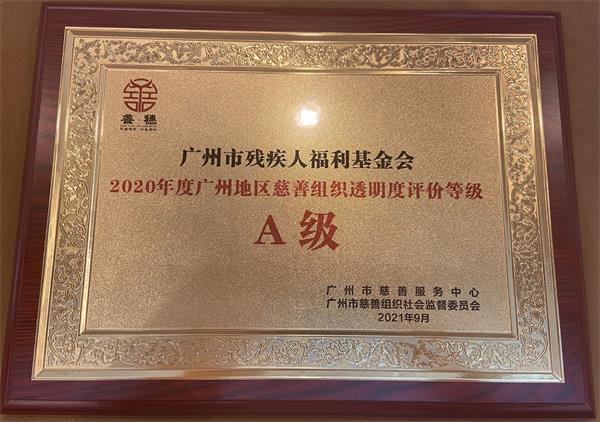 善穗
广州市残疾人福利基金会
2020年度广州地区慈善组织透明度评价等级
A级
广州市慈善服务中心
广州市慈善组织社会监督委员会
2021年9月